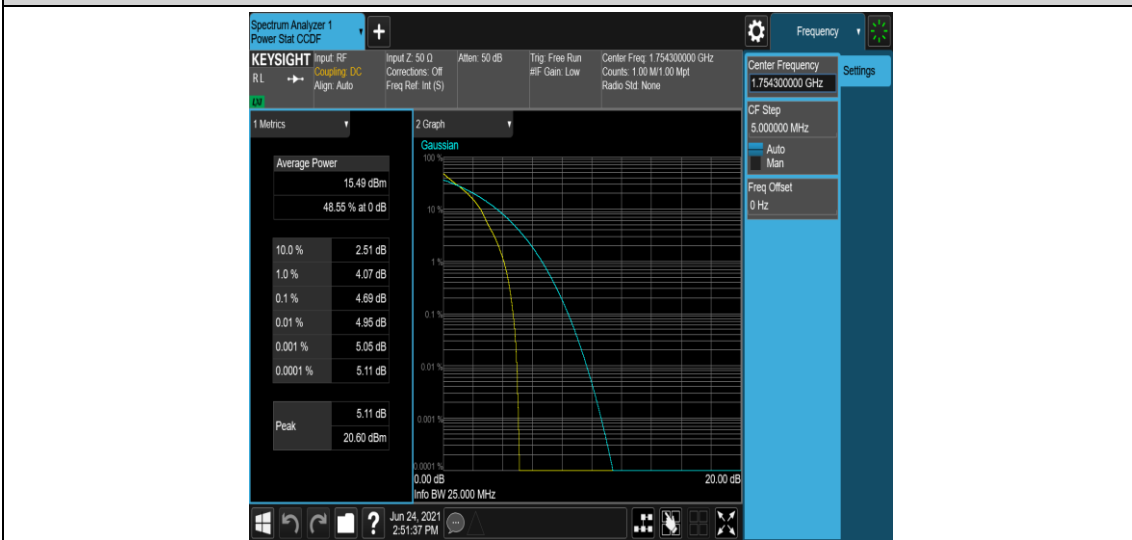 Spectrum Analyzer 1
Power Stat CCDF
Frequency
KEYSIGHT
RL
LXI
Input: RF
Coupling: DC
Align: Auto
Input Z: 50 Ω
Corrections: Off
Freq Ref: Int (S)
Atten: 50 dB
Trig: Free Run
#IF Gain: Low
Center Freq: 1.754300000 GHz
Counts: 1.00 M/1.00 Mpt
Radio Std: None
Center Frequency
1.754300000 GHz
Settings
CF Step
5.000000 MHz
Auto
Man
Freq Offset
0 Hz
1 Metrics
Average Power
15.49 dBm
48.55 % at 0 dB
10.0 % 2.51 dB
1.0 % 4.07 dB
0.1 % 4.69 dB
0.01 % 4.95 dB
0.001 % 5.05 dB
0.0001 % 5.11 dB
Peak
5.11 dB
20.60 dBm
2 Graph
Gaussian
100 %
10 %
1 %
0.1 %
0.01 %
0.001 %
0.0001 %
0.00 dB 20.00 dB
Info BW 25.000 MHz
?
Jun 24, 2021
2:51:37 PM